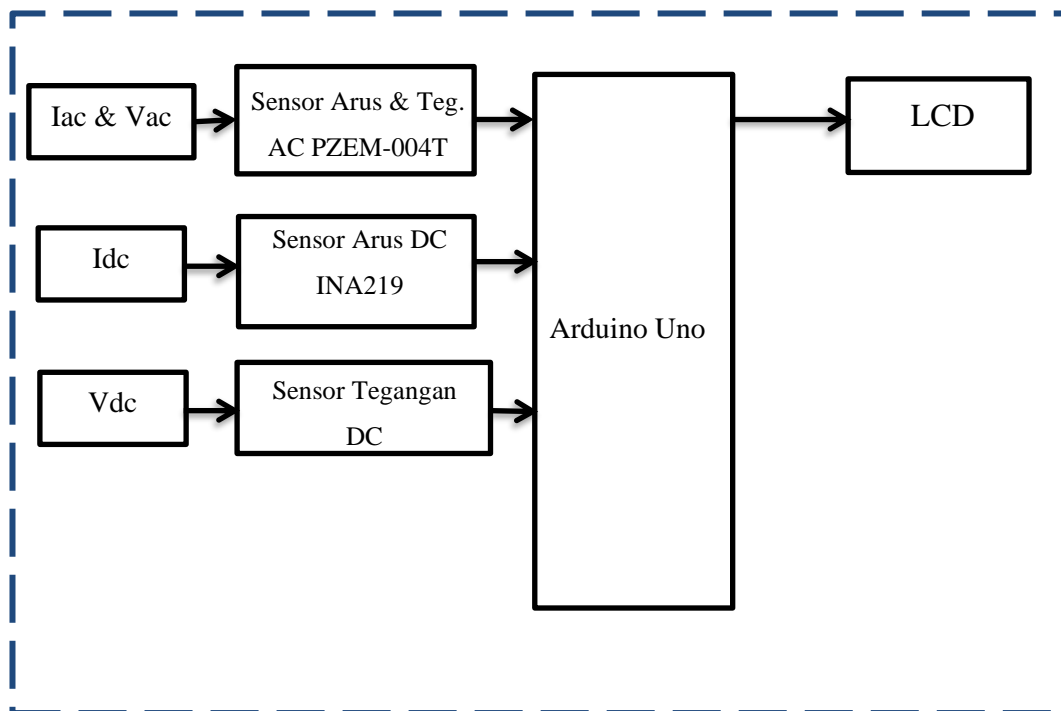 Iac & Vac
Sensor Arus & Teg.
AC PZEM-004T
LCD
Idc
Sensor Arus DC
INA219
Arduino Uno
Vdc
Sensor Tegangan
DC